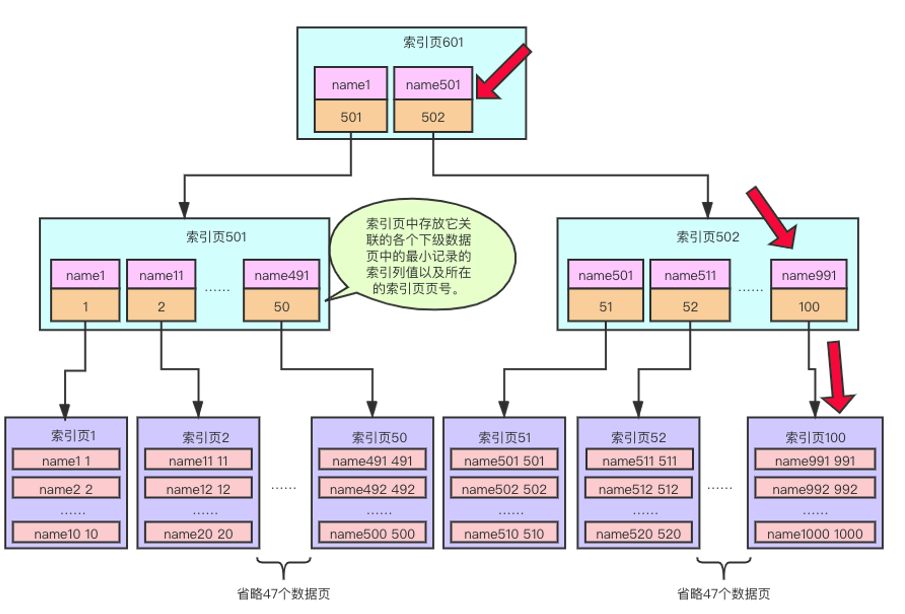 索引页601
name1
name501
501
502
索引页501
name1
name11
......
name491
1
2
50
索引页中存放它关
联的各个下级数据
页中的最小记录的
索引列值以及所在
的索引页页号。
索引页502
name501
name511
......
name991
51
52
100
索引页1
name1 1
name2 2
......
name10 10
索引页2
name11 11
name12 12
......
name20 20
......
索引页50
name491 491
name492 492
......
name500 500
索引页51
name501 501
name502 502
......
name510 510
索引页52
name511 511
name512 512
......
name520 520
......
索引页100
name991 991
name992 992
......
name1000 1000
省略47个数据页
省略47个数据页